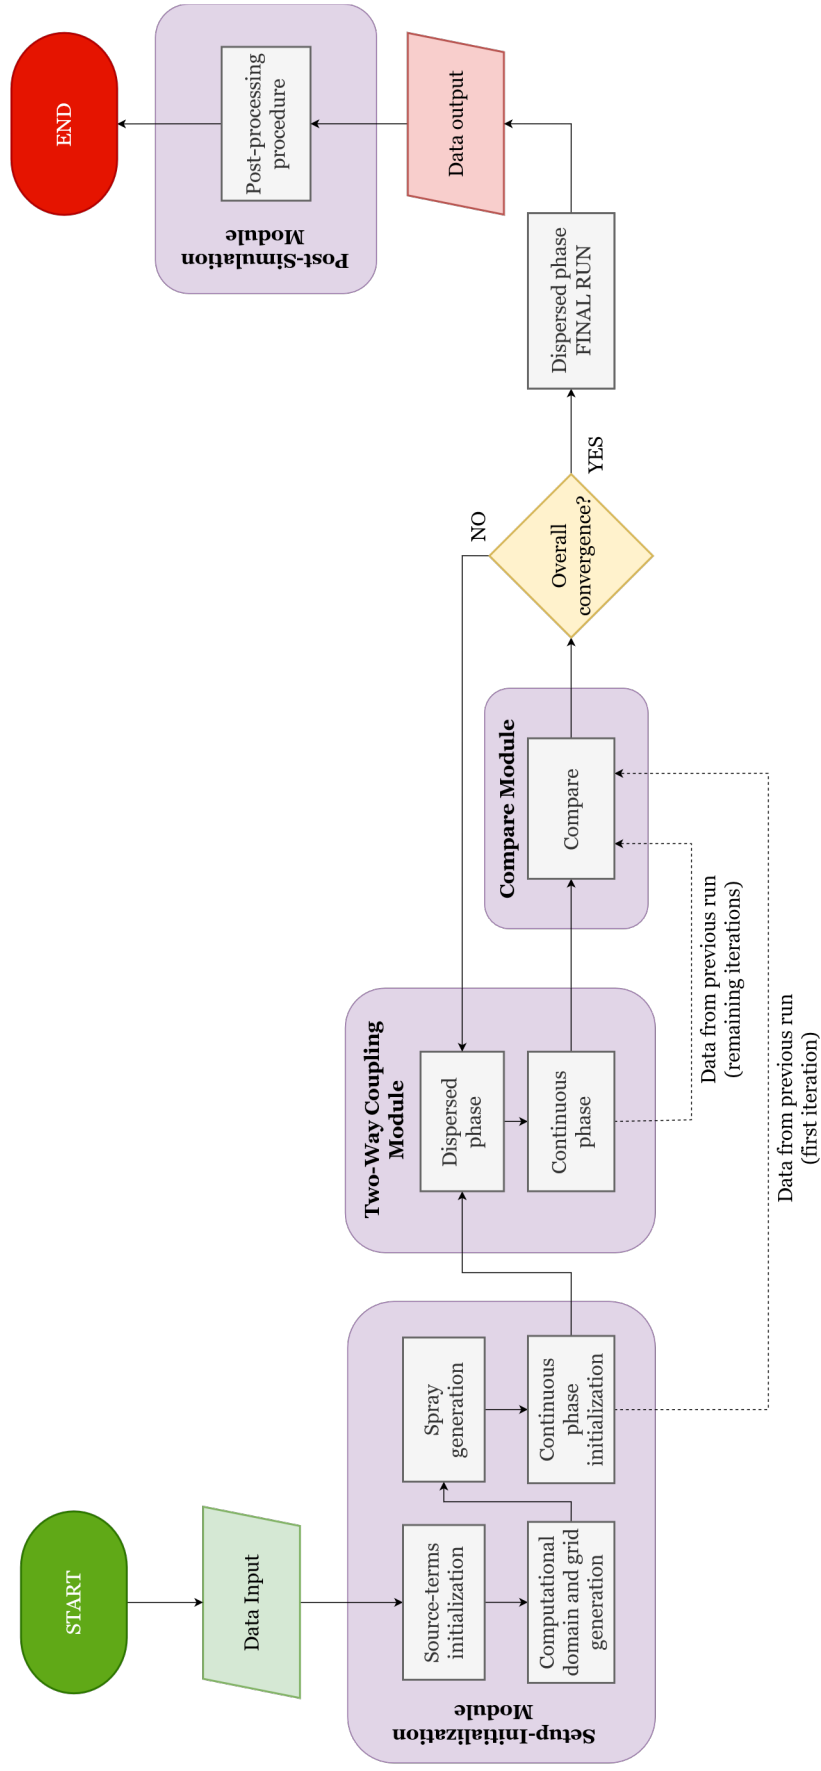 START
Data Input
Setup-Initialization
Module
Source-terms
initialization
Computational
domain and grid
generation
Spray
generation
Continuous
phase
initialization
Two-Way Coupling
Module
Dispersed
phase
Continuous
phase
Data from previous run
(remaining iterations)
Data from previous run
(first iteration)
Compare Module
Compare
Overall
convergence?
NO
YES
Dispersed phase
FINAL RUN
Data output
Post-Simulation
Module
Post-processing
procedure
END